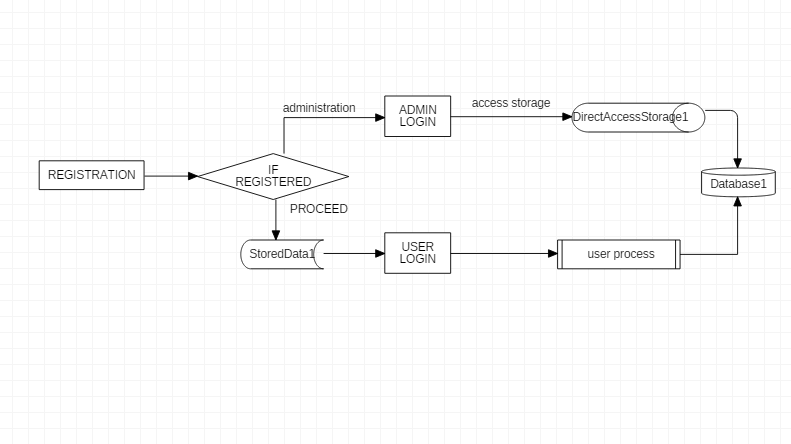 administration
ADMIN
LOGIN
access storage
DirectAccessStorage1
REGISTRATION
IF
REGISTERED
Database1
PROCEED
StoredData1
USER
LOGIN
user process